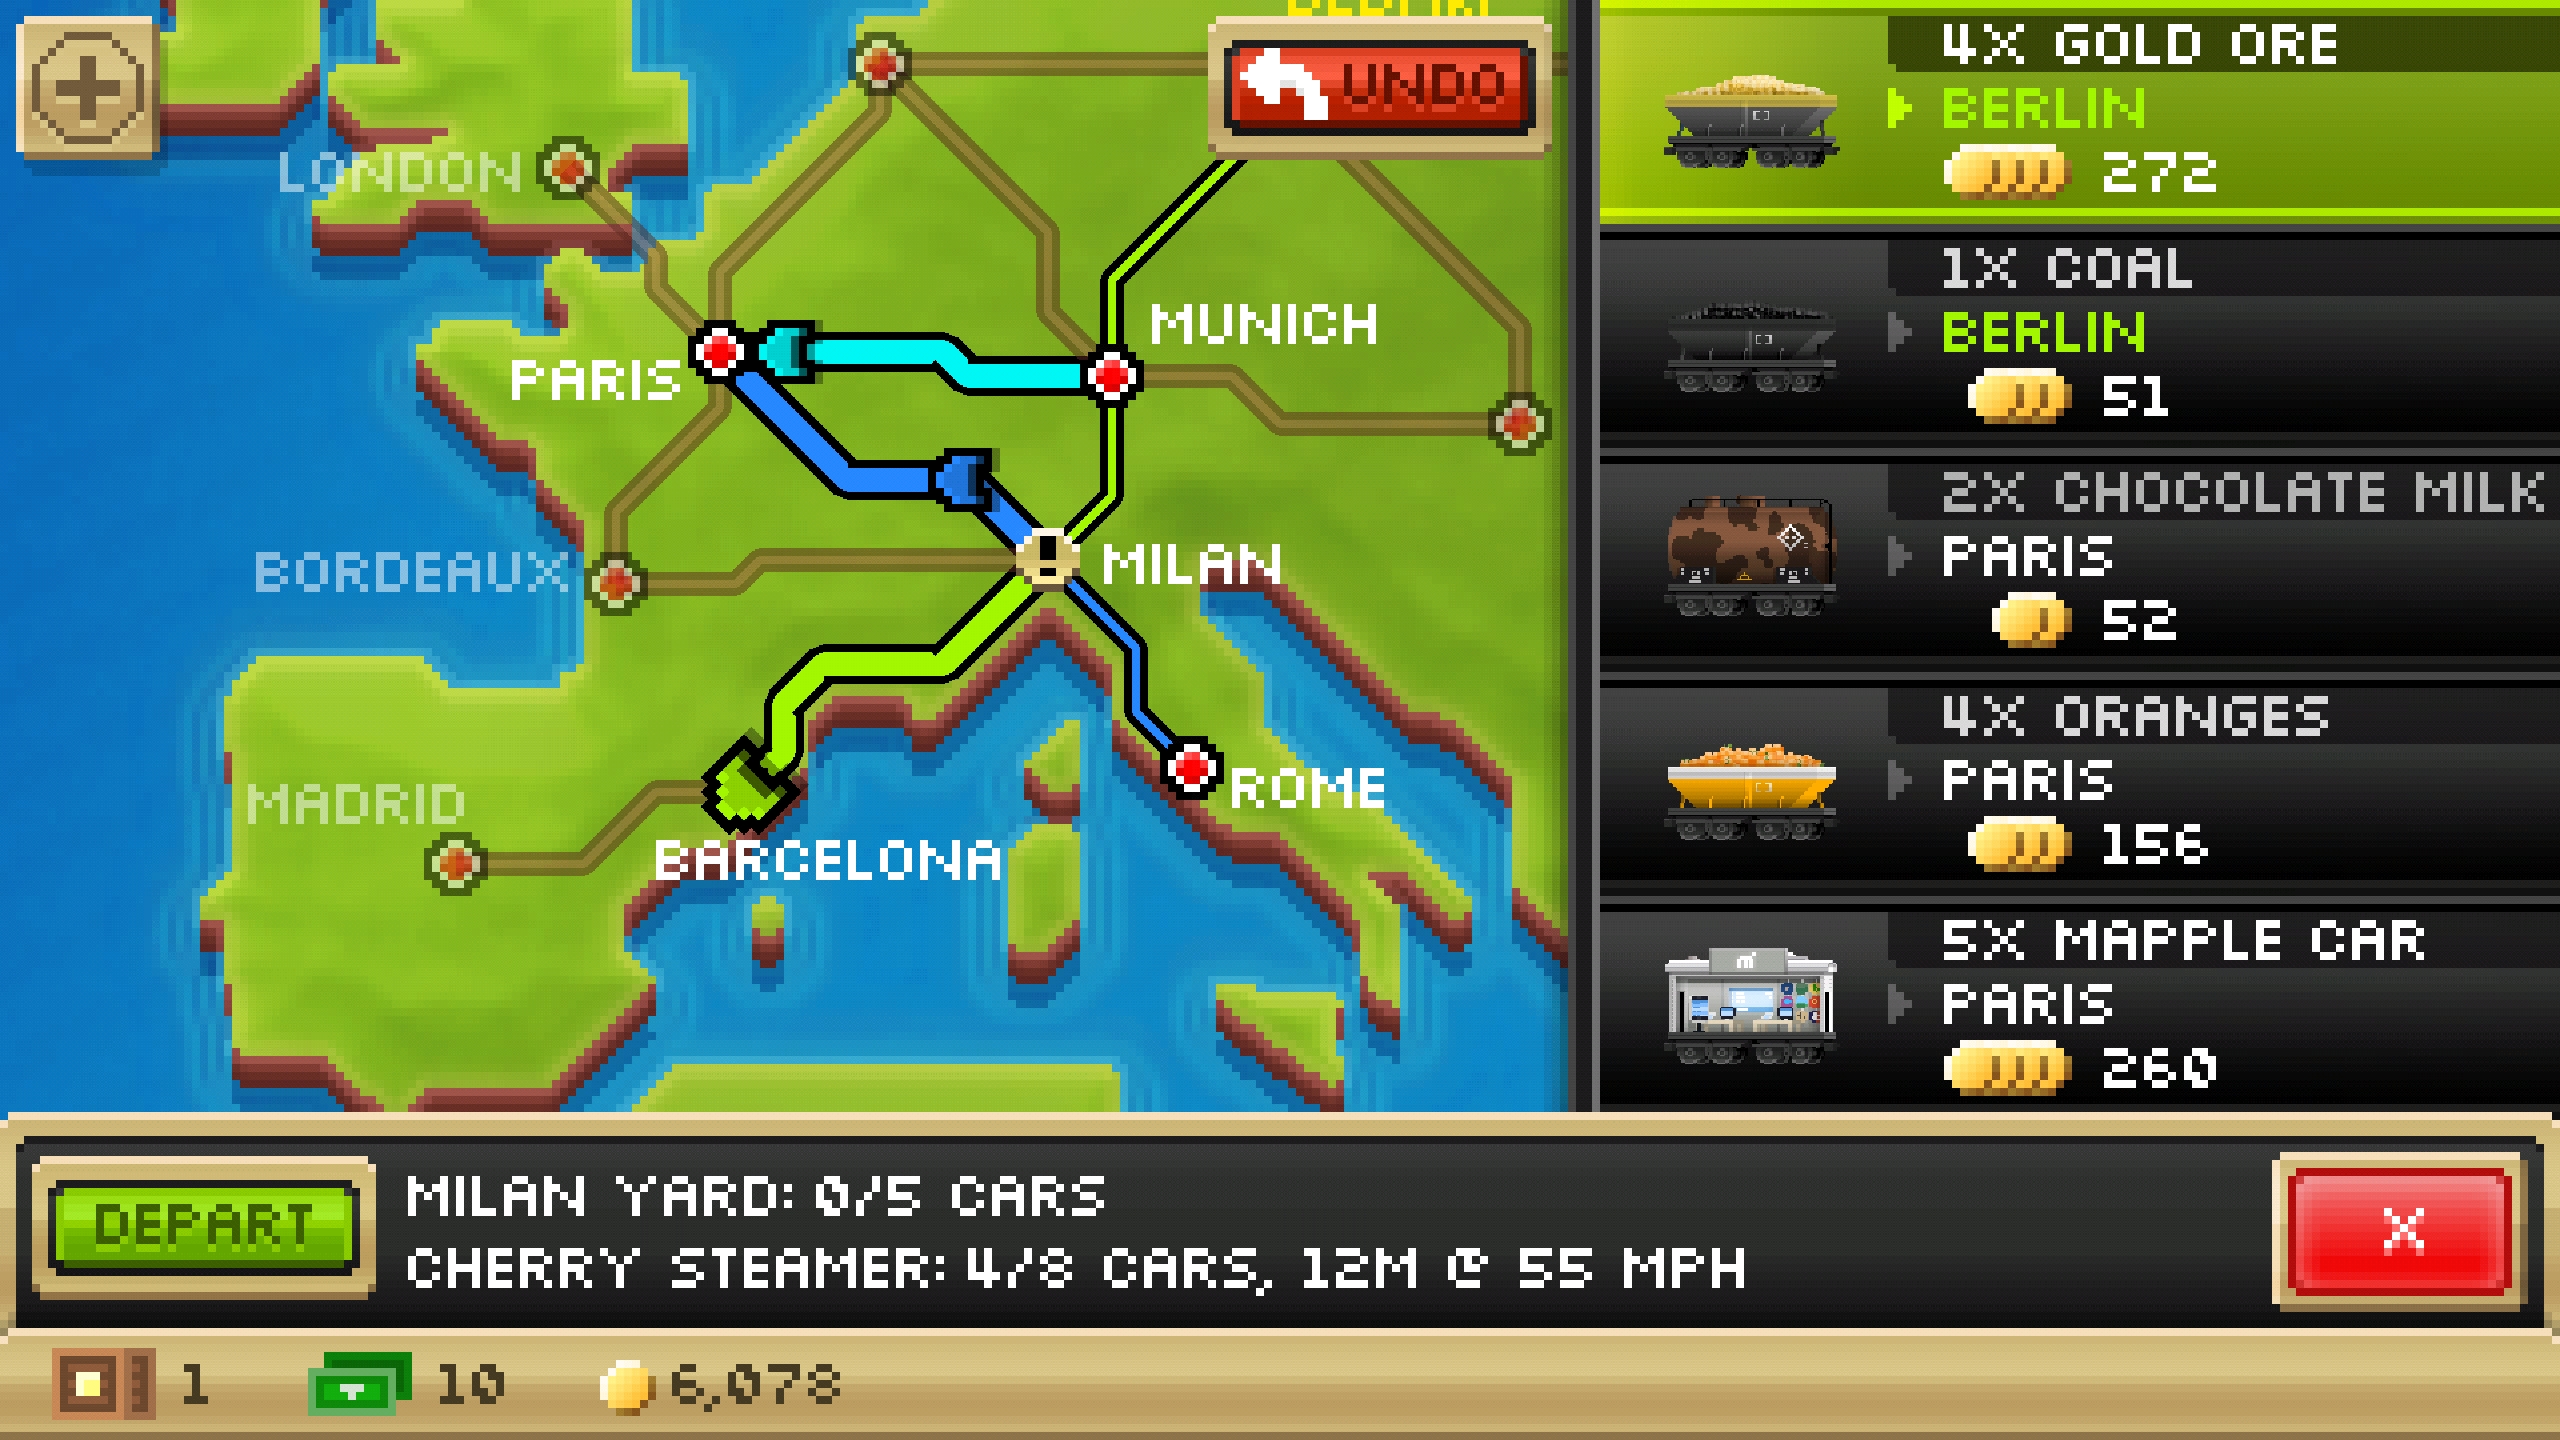 BERLIN
UNDO
LONDON
MUNICH
PARIS
BORDEAUX
MILAN
MADRID
ROME
BARCELONA
4X GOLD ORE
BERLIN
272
1X COAL
BERLIN
51
2X CHOCOLATE MILK
PARIS
52
4X ORANGES
PARIS
156
5X MAPPLE CAR
PARIS
260
DEPART
MILAN YARD: 0/5 CARS
CHERRY STEAMER: 4/8 CARS, 12M @ 55 MPH
X
1
10
6,078